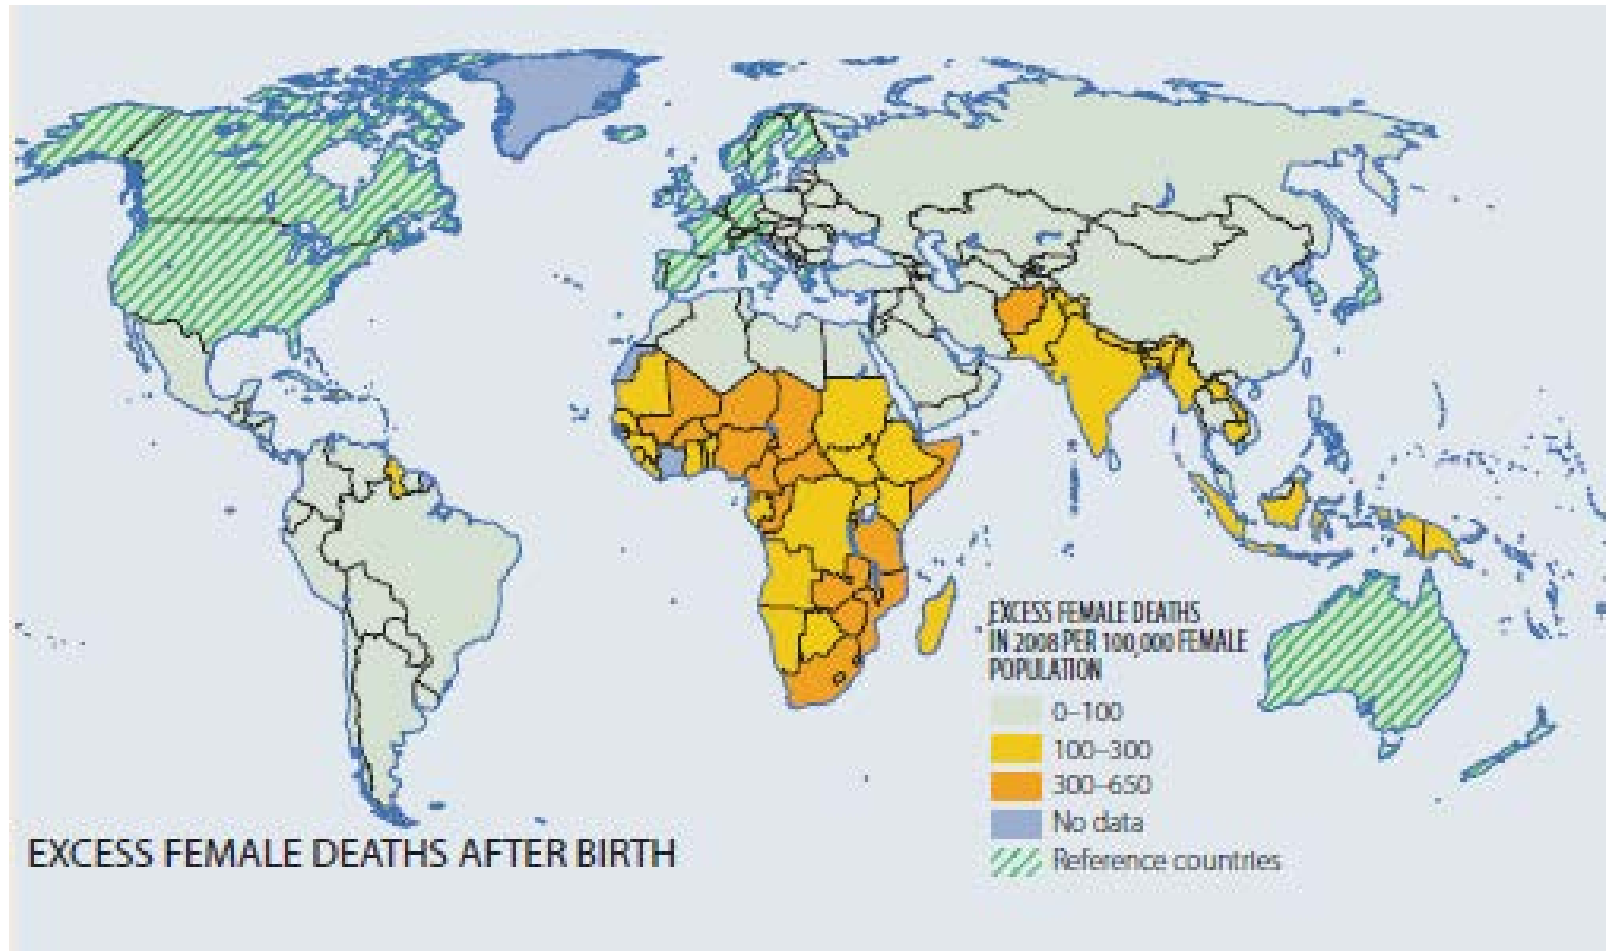 EXCESS FEMALE DEATHS
IN 2008 PER 100,000 FEMALE
POPULATION
0–100
100–300
300–650
No data
Reference countries
EXCESS FEMALE DEATHS AFTER BIRTH